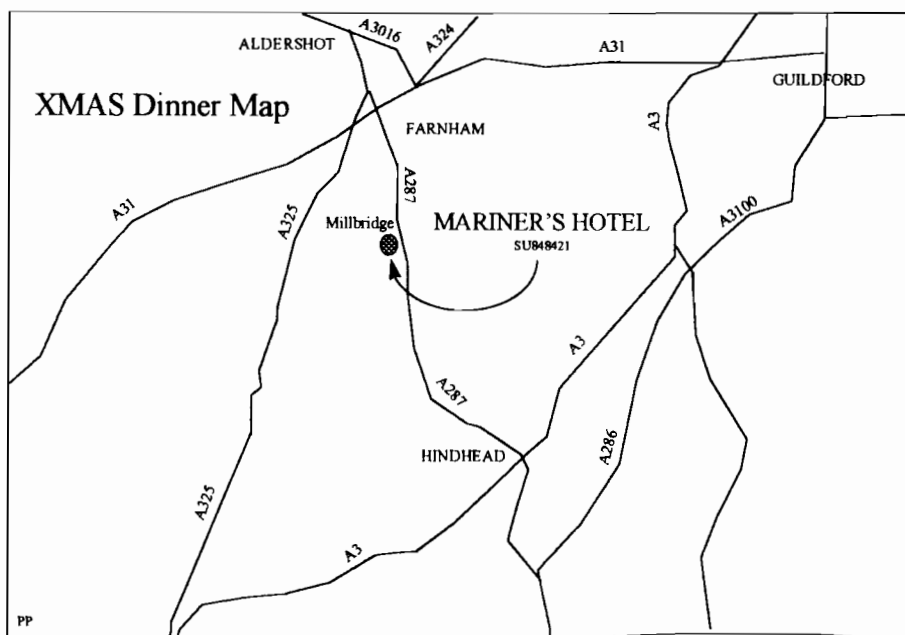 A3016
A324
ALDERSHOT
A31
GUILDFORD
XMAS Dinner Map
A3
FARNHAM
A287
A31
A325
Millbridge
MARINER'S HOTEL
SU848421
A3100
A3
A287
A286
HINDHEAD
A325
A3
PP